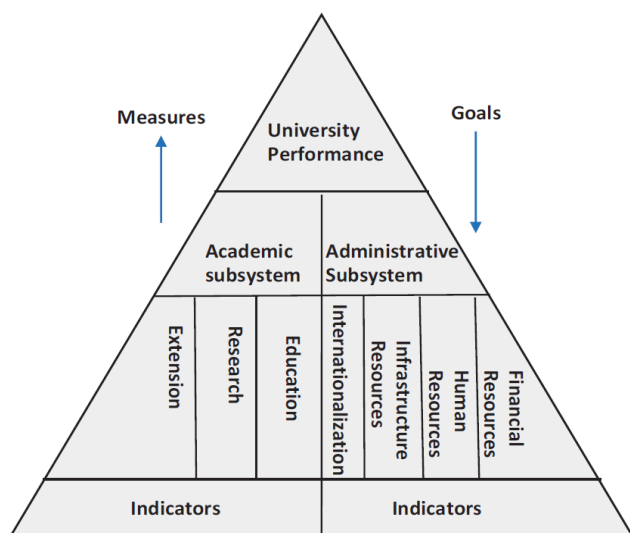 Measures
Goals
University
Performance
Academic
subsystem
Administrative
Subsystem
Extension
Research
Education
Internationalization
Infrastructure
Resources
Human
Resources
Financial
Resources
Indicators
Indicators